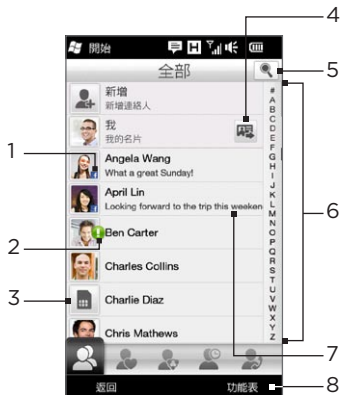 4
開始
H
全部
5
新增
新增連絡人
我
我的名片
1
Angela Wang
What a great Sunday!
April Lin
Looking forward to the trip this weeken
6
2
Ben Carter
Charles Collins
3
Charlie Diaz
7
Chris Mathews
#
A
B
C
D
E
F
G
H
I
J
K
L
M
N
O
P
Q
R
S
T
U
V
W
X
Y
Z
返回
功能表
8